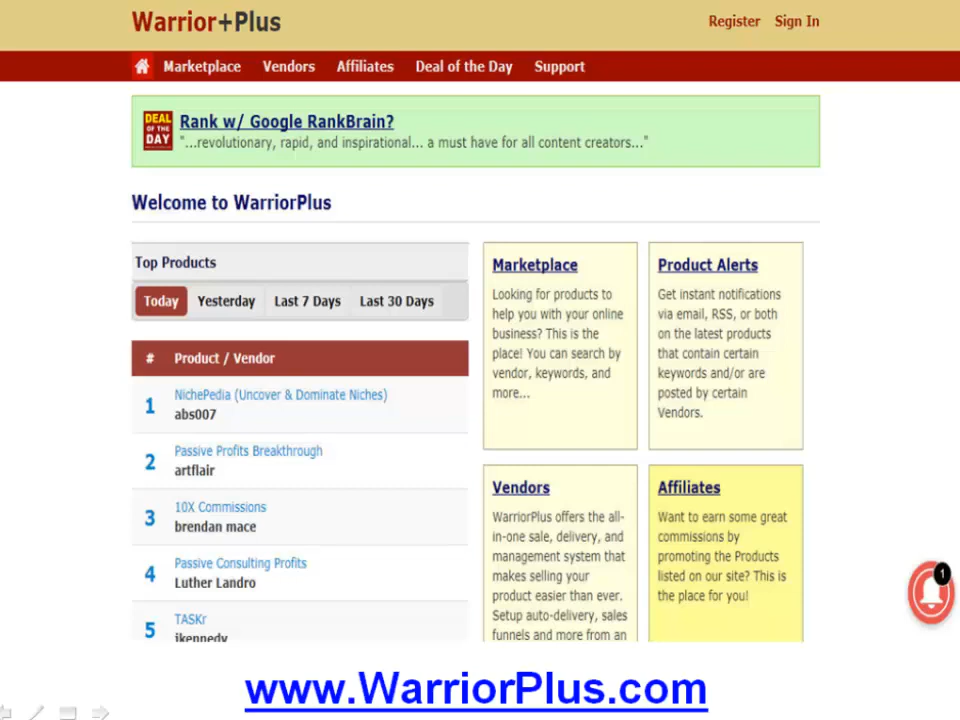 Warrior+Plus
Register Sign In
Marketplace Vendors Affiliates Deal of the Day Support
DEAL
OF THE
DAY
Rank w/ Google RankBrain?
"...revolutionary, rapid, and inspirational... a must have for all content creators..."
Welcome to WarriorPlus
Top Products
Today Yesterday Last 7 Days Last 30 Days
# Product / Vendor
1 NichePedia (Uncover & Dominate Niches)
abs007
2 Passive Profits Breakthrough
artflair
3 10X Commissions
brendan mace
4 Passive Consulting Profits
Luther Landro
5 TASKr
jkennedy
Marketplace
Looking for products to
help you with your online
business? This is the
place! You can search by
vendor, keywords, and
more...
Product Alerts
Get instant notifications
via email, RSS, or both
on the latest products
that contain certain
keywords and/or are
posted by certain
Vendors.
Vendors
WarriorPlus offers the all-
in-one sale, delivery, and
management system that
makes selling your
product easier than ever.
Setup auto-delivery, sales
funnels and more from an
Affiliates
Want to earn some great
commissions by
promoting the Products
listed on our site? This is
the place for you!
1
www.WarriorPlus.com